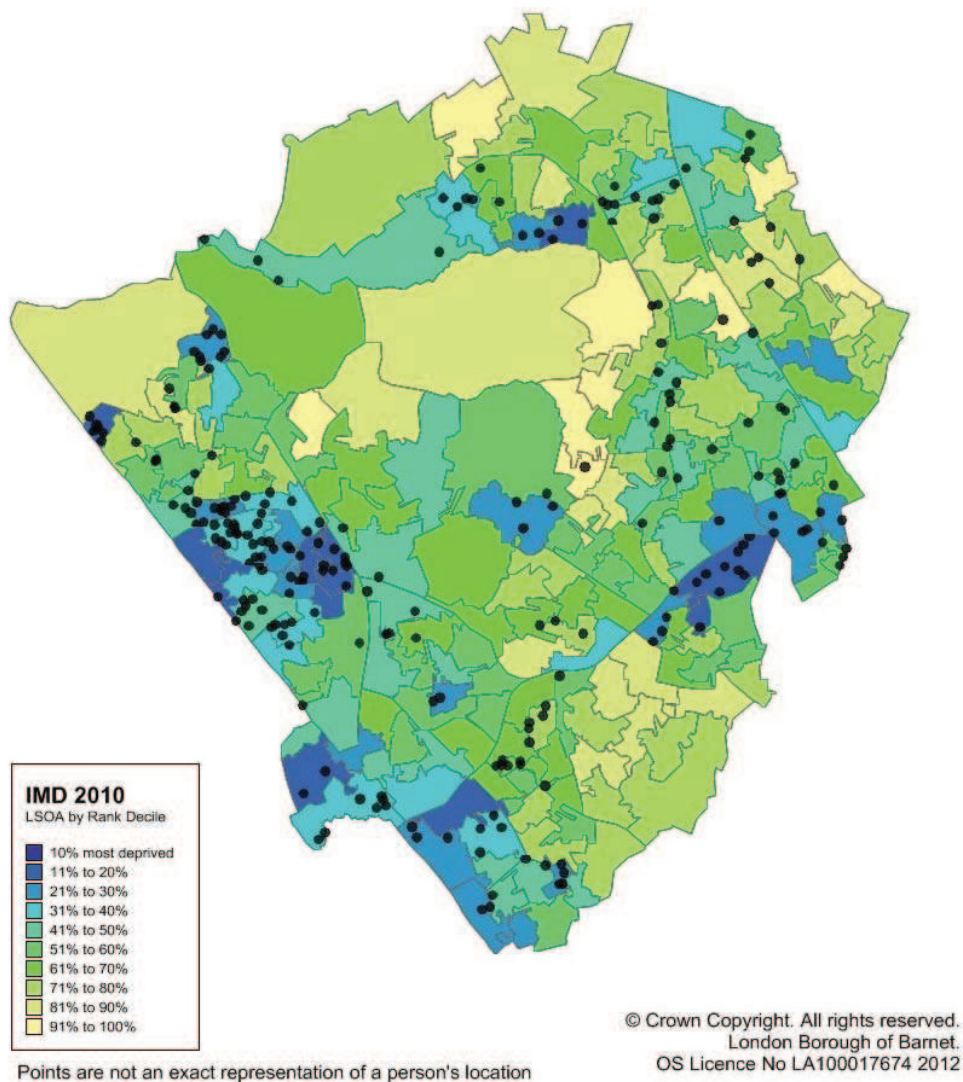 IMD 2010
LSOA by Rank Decile
10% most deprived
11% to 20%
21% to 30%
31% to 40%
41% to 50%
51% to 60%
61% to 70%
71% to 80%
81% to 90%
91% to 100%
© Crown Copyright. All rights reserved.
London Borough of Barnet.
OS Licence No LA100017674 2012
Points are not an exact representation of a person's location